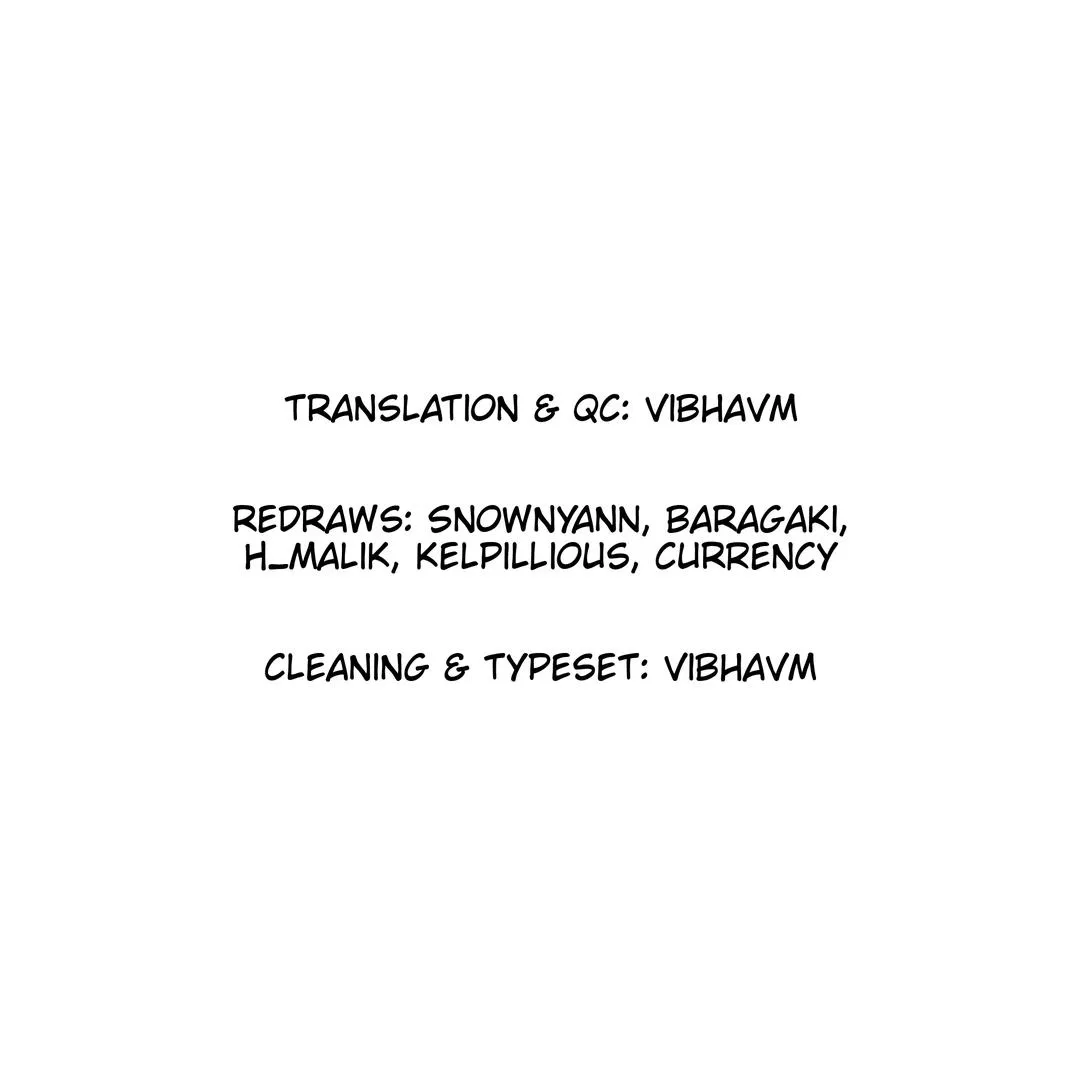 TRANSLATION & QC: VIBHAVM
REDRAWS: SNOWNYANN, BARAGAKI,
H_MALIK, KELPILLIOUS, CURRENCY
CLEANING & TYPESET: VIBHAVM